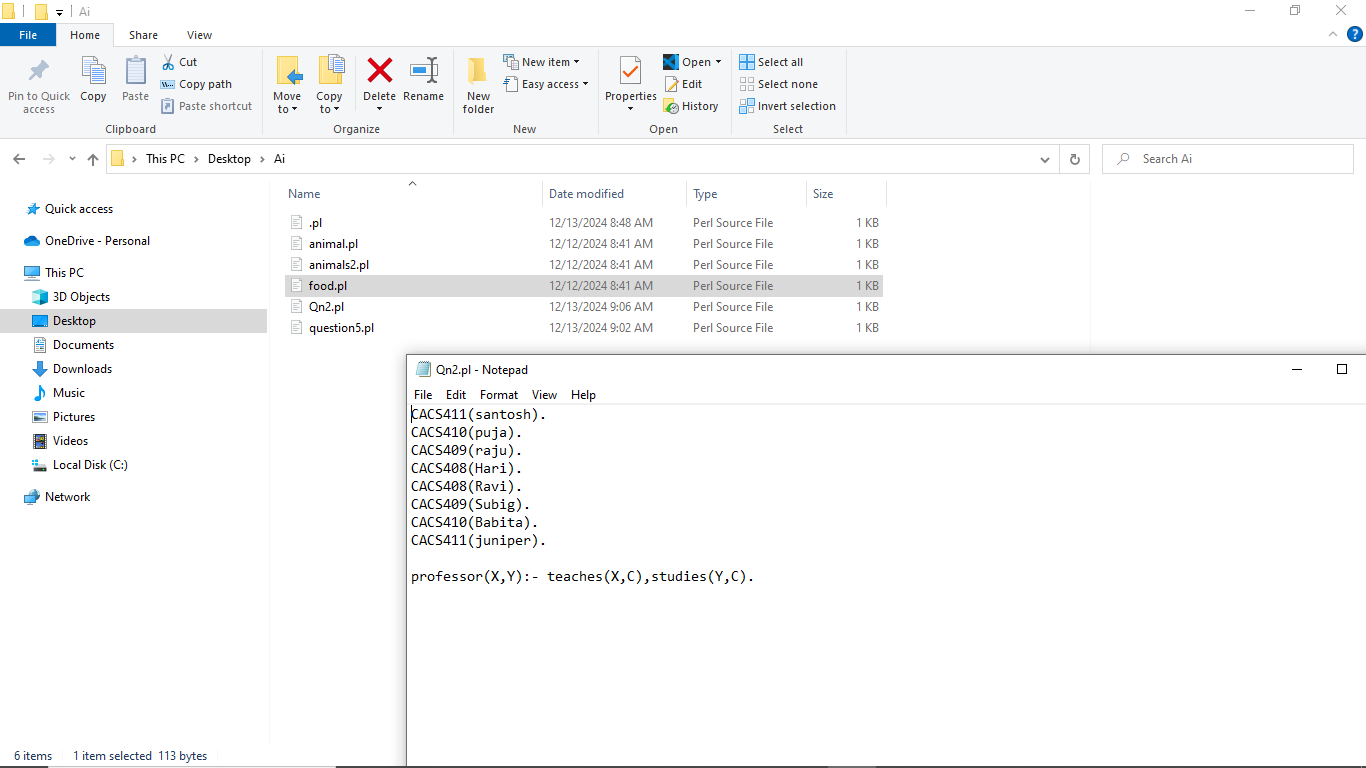 Ai
File Home Share View
Pin to Quick access
Copy
Paste
Cut
Copy path
Paste shortcut
Clipboard
Move to
Copy to
Delete
Rename
Organize
New folder
New item
Easy access
New
Properties
Open
Edit
History
Open
Select all
Select none
Invert selection
Select
This PC > Desktop > Ai
Search Ai
Quick access
OneDrive - Personal
This PC
3D Objects
Desktop
Documents
Downloads
Music
Pictures
Videos
Local Disk (C:)
Network
Name Date modified Type Size
.pl 12/13/2024 8:48 AM Perl Source File 1 KB
animal.pl 12/12/2024 8:41 AM Perl Source File 1 KB
animals2.pl 12/12/2024 8:41 AM Perl Source File 1 KB
food.pl 12/12/2024 8:41 AM Perl Source File 1 KB
Qn2.pl 12/13/2024 9:06 AM Perl Source File 1 KB
question5.pl 12/13/2024 9:02 AM Perl Source File 1 KB
Qn2.pl - Notepad
File Edit Format View Help
CACS411(santosh).
CACS410(puja).
CACS409(raju).
CACS408(Hari).
CACS408(Ravi).
CACS409(Subig).
CACS410(Babita).
CACS411(juniper).
professor(X,Y):- teaches(X,C),studies(Y,C).
6 items 1 item selected 113 bytes